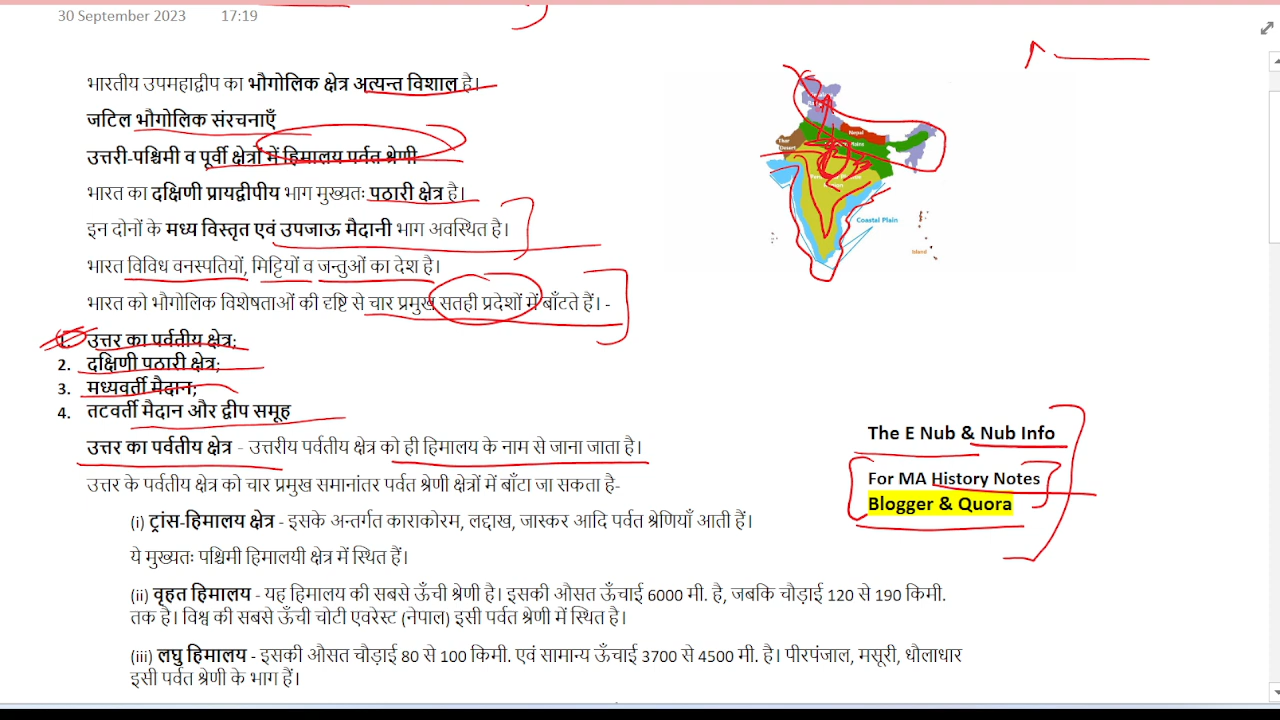 30 September 2023 17:19
भारतीय उपमहाद्वीप का भौगोलिक क्षेत्र अत्यन्त विशाल है।
जटिल भौगोलिक संरचनाएँ
उत्तरी-पश्चिमी व पूर्वी क्षेत्रों में हिमालय पर्वत श्रेणी
भारत का दक्षिणी प्रायद्वीपीय भाग मुख्यतः पठारी क्षेत्र है।
इन दोनों के मध्य विस्तृत एवं उपजाऊ मैदानी भाग अवस्थित है।
भारत विविध वनस्पतियों, मिट्टियों व जन्तुओं का देश है।
भारत को भौगोलिक विशेषताओं की दृष्टि से चार प्रमुख सतही प्रदेशों में बाँटते हैं। -
1. उत्तर का पर्वतीय क्षेत्र;
2. दक्षिणी पठारी क्षेत्र;
3. मध्यवर्ती मैदान;
4. तटवर्ती मैदान और द्वीप समूह
उत्तर का पर्वतीय क्षेत्र - उत्तरीय पर्वतीय क्षेत्र को ही हिमालय के नाम से जाना जाता है।
उत्तर के पर्वतीय क्षेत्र को चार प्रमुख समानांतर पर्वत श्रेणी क्षेत्रों में बाँटा जा सकता है-
(i) ट्रांस-हिमालय क्षेत्र - इसके अन्तर्गत काराकोरम, लद्दाख, जास्कर आदि पर्वत श्रेणियाँ आती हैं।
ये मुख्यतः पश्चिमी हिमालयी क्षेत्र में स्थित हैं।
(ii) वृहत हिमालय - यह हिमालय की सबसे ऊँची श्रेणी है। इसकी औसत ऊँचाई 6000 मी. है, जबकि चौड़ाई 120 से 190 किमी.
तक है। विश्व की सबसे ऊँची चोटी एवरेस्ट (नेपाल) इसी पर्वत श्रेणी में स्थित है।
(iii) लघु हिमालय - इसकी औसत चौड़ाई 80 से 100 किमी. एवं सामान्य ऊँचाई 3700 से 4500 मी. है। पीरपंजाल, मसूरी, धौलाधार
इसी पर्वत श्रेणी के भाग हैं।
Nepal
Thar
Desert
Coastal Plain
Island
The E Nub & Nub Info
For MA History Notes
Blogger & Quora